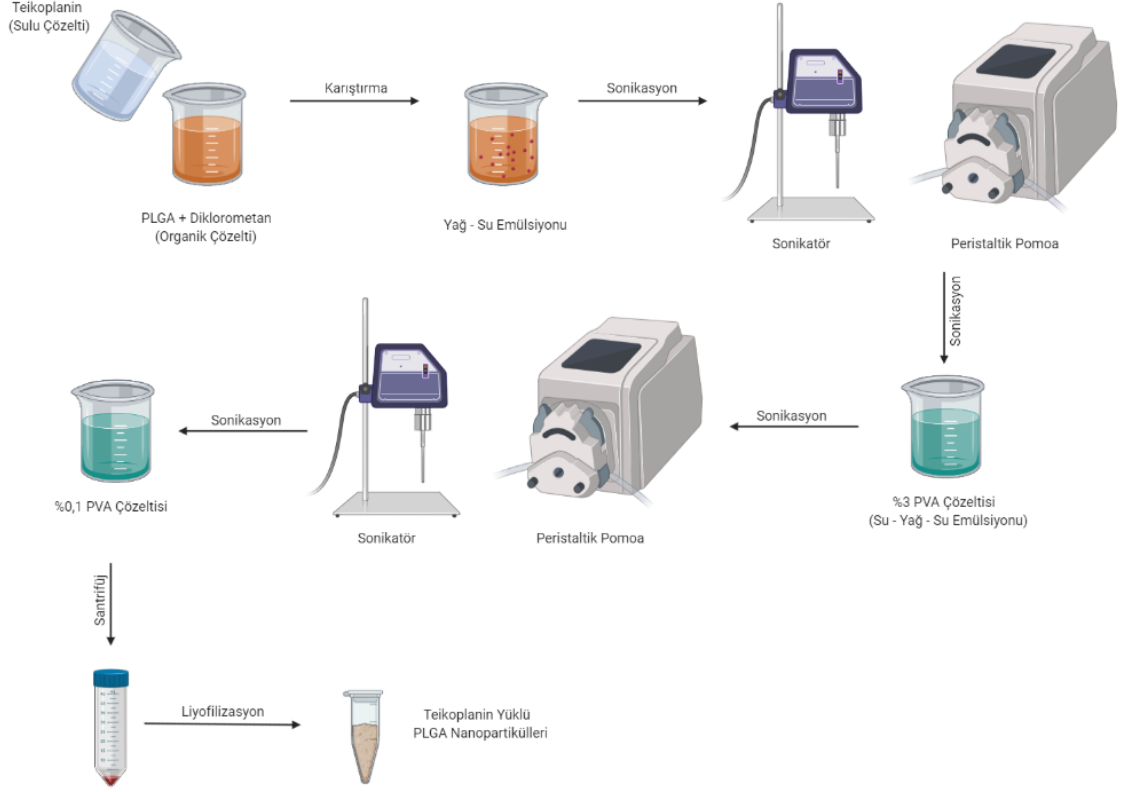 Teikoplanin
(Sulu Çözelti)
Karıştırma
Sonikasyon
PLGA + Diklorometan
(Organik Çözelti)
Yağ - Su Emülsiyonu
Sonikatör
Peristaltik Pomoa
Sonikasyon
%3 PVA Çözeltisi
(Su - Yağ - Su Emülsiyonu)
Sonikasyon
Sonikatör
Peristaltik Pomoa
Sonikasyon
%0,1 PVA Çözeltisi
Santrifüj
Liyofilizasyon
Teikoplanin Yüklü
PLGA Nanopartikülleri